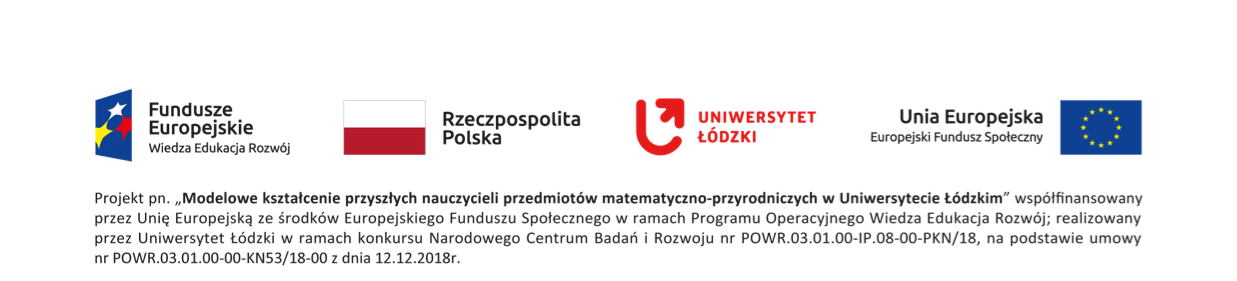 Fundusze
Europejskie
Wiedza Edukacja Rozwój
Rzeczpospolita
Polska
UNIWERSYTET
ŁÓDZKI
Unia Europejska
Europejski Fundusz Społeczny
Projekt pn. „Modelowe kształcenie przyszłych nauczycieli przedmiotów matematyczno-przyrodniczych w Uniwersytecie Łódzkim” współfinansowany
przez Unię Europejską ze środków Europejskiego Funduszu Społecznego w ramach Programu Operacyjnego Wiedza Edukacja Rozwój; realizowany
przez Uniwersytet Łódzki w ramach konkursu Narodowego Centrum Badań i Rozwoju nr POWR.03.01.00-IP.08-00-PKN/18, na podstawie umowy
nr POWR.03.01.00-00-KN53/18-00 z dnia 12.12.2018r.